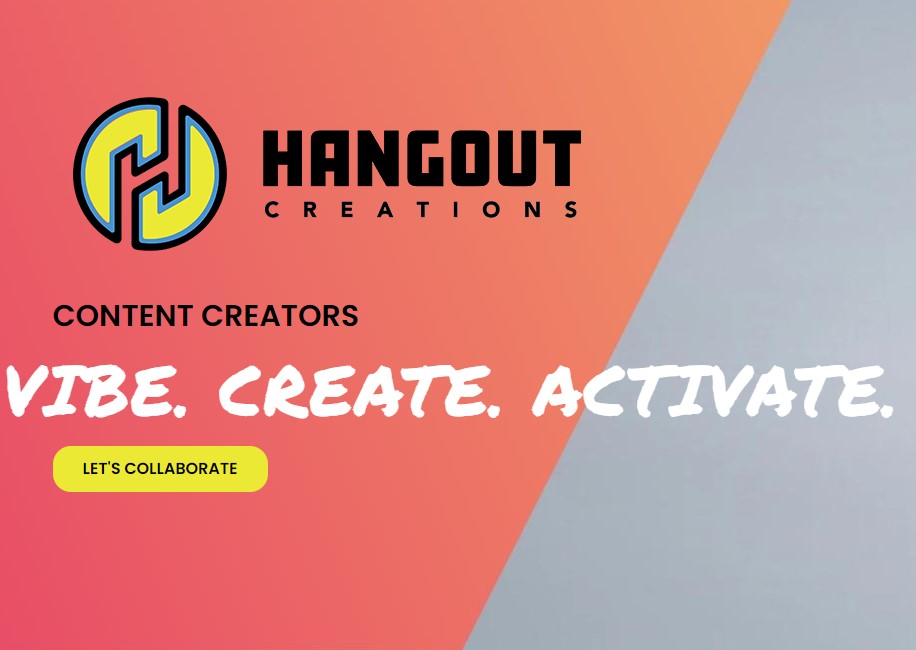 HANGOUT
CREATIONS
CONTENT CREATORS
VIBE. CREATE. ACTIVATE.
LET'S COLLABORATE